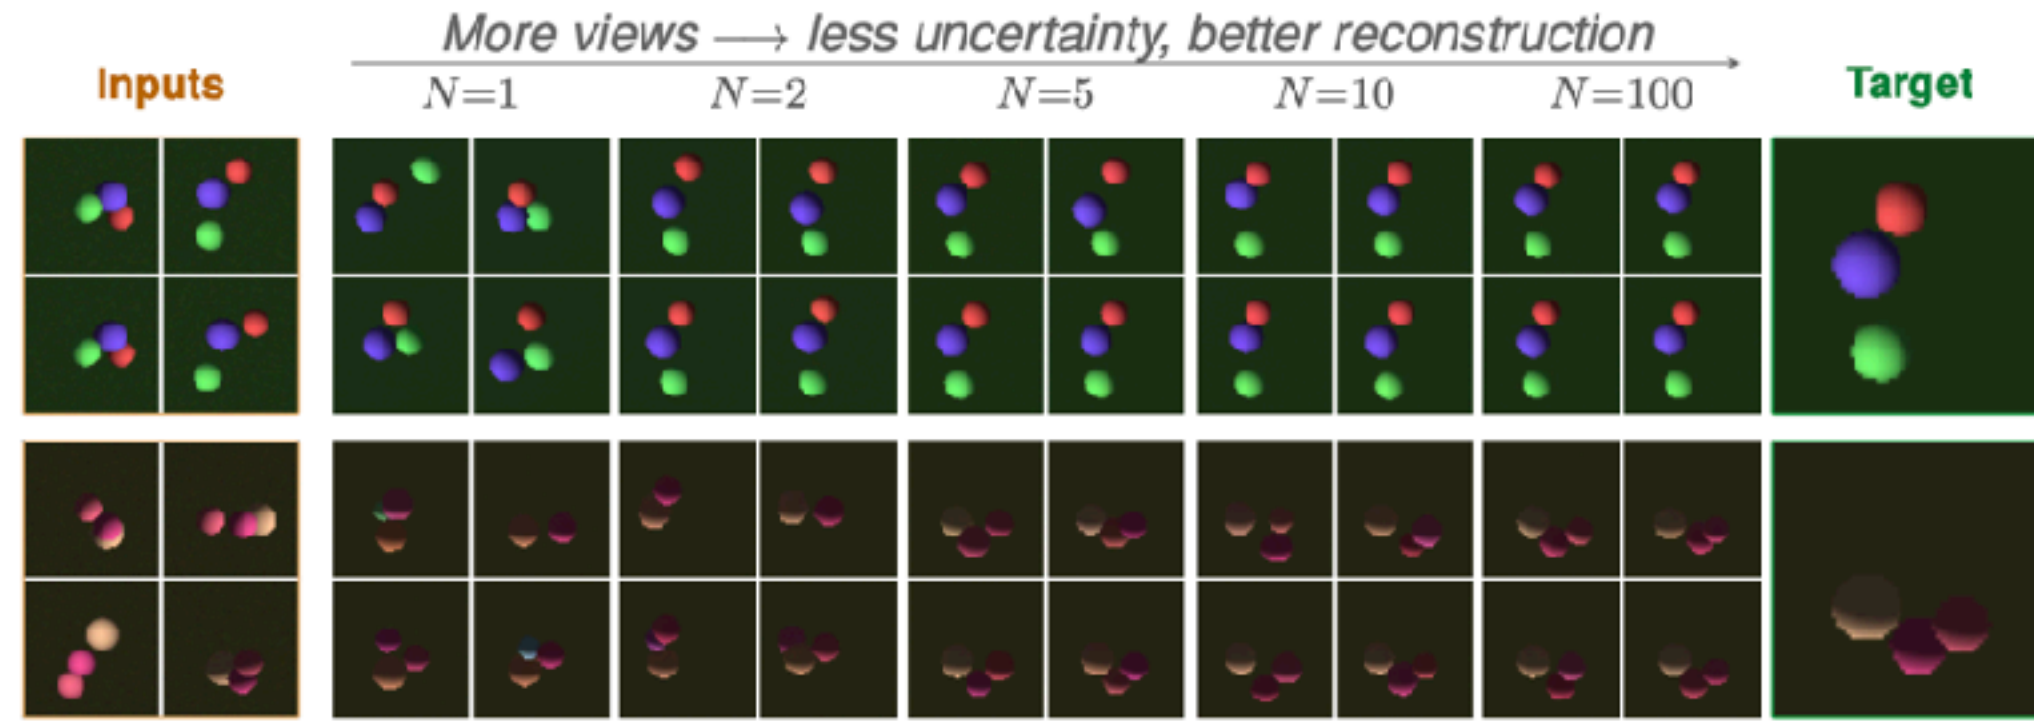 More views ⟶ less uncertainty, better reconstruction
Inputs N=1 N=2 N=5 N=10 N=100 Target